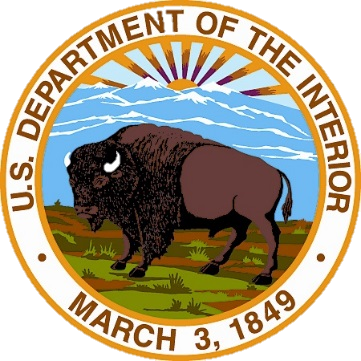 U.S. DEPARTMENT OF THE INTERIOR
MARCH 3, 1849